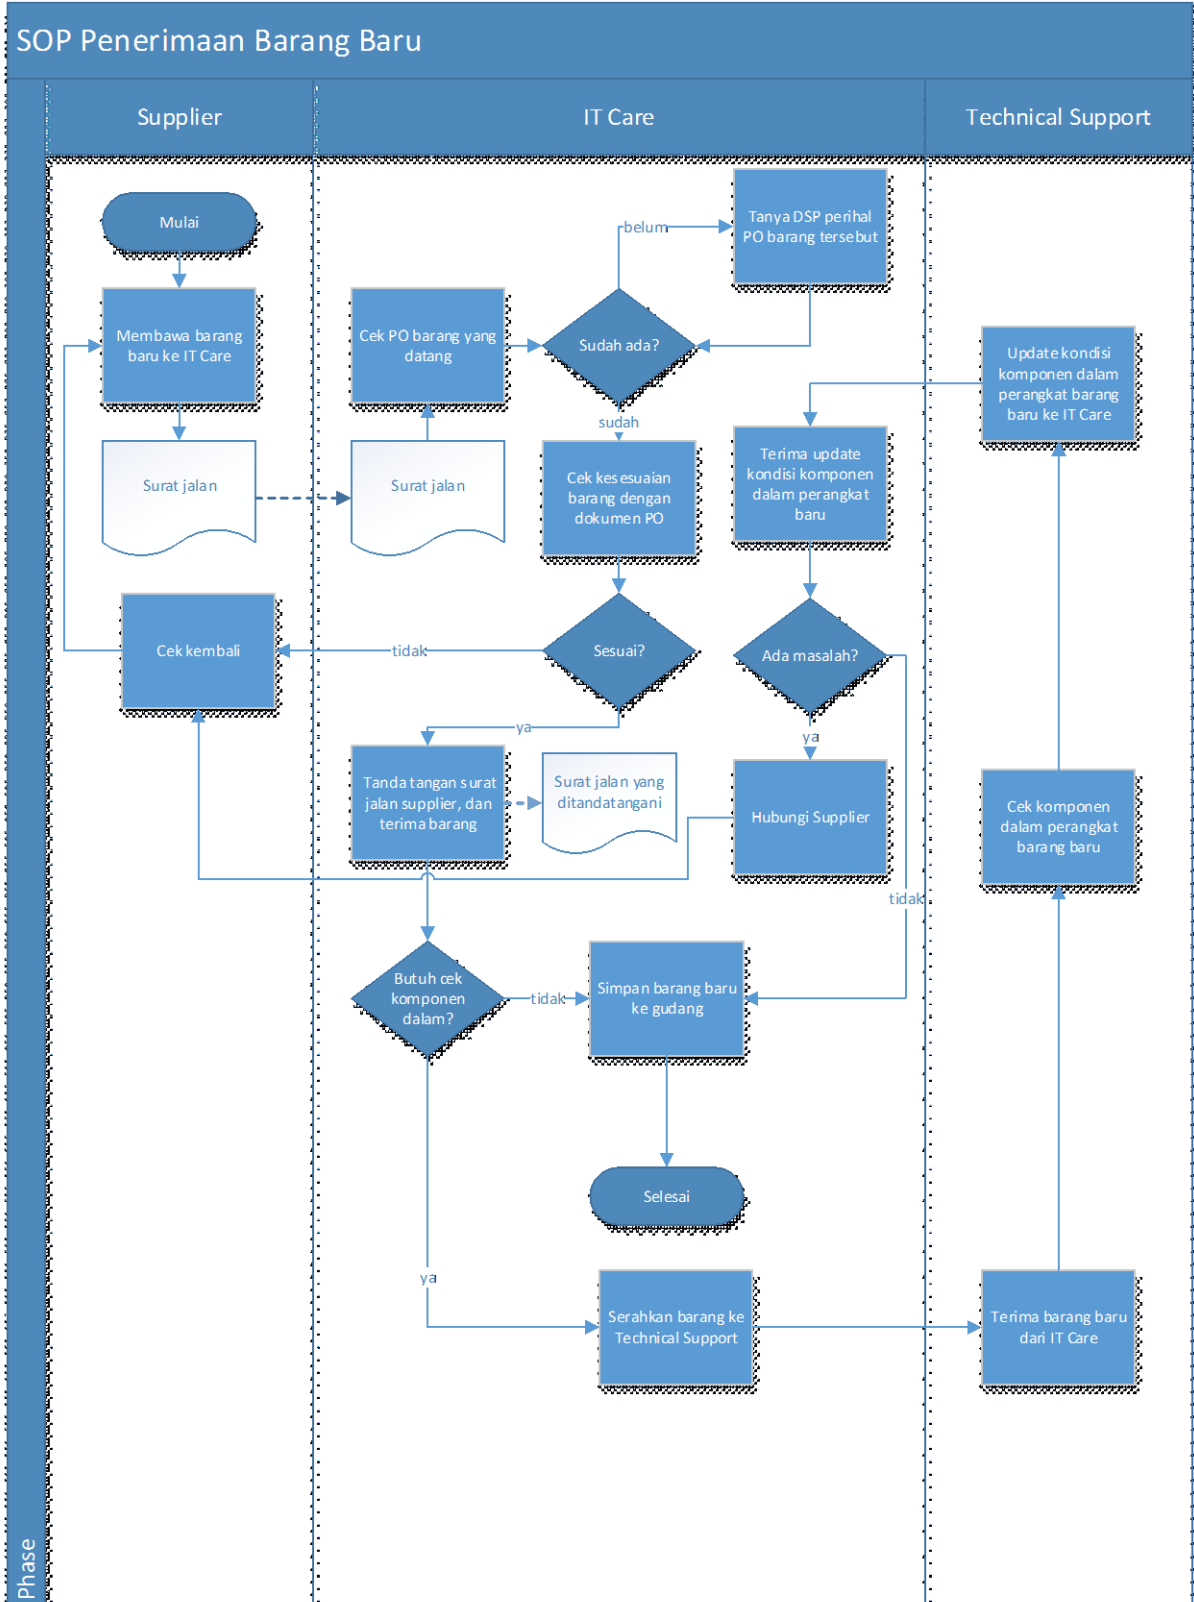 SOP Penerimaan Barang Baru
Supplier
IT Care
Technical Support
Mulai
belum
Tanya DSP perihal
PO barang tersebut
Membawa barang
baru ke IT Care
Cek PO barang yang
datang
Sudah ada?
Update kondisi
komponen dalam
perangkat barang
baru ke IT Care
sudah
Surat jalan
Surat jalan
Cek kesesuaian
barang dengan
dokumen PO
Terima update
kondisi komponen
dalam perangkat
baru
Cek kembali
tidak
Sesuai?
Ada masalah?
ya
ya
Tanda tangan surat
jalan supplier, dan
terima barang
Surat jalan yang
ditandatangani
Hubungi Supplier
Cek komponen
dalam perangkat
barang baru
tidak
Butuh cek
komponen
dalam?
tidak
Simpan barang baru
ke gudang
Selesai
ya
Serahkan barang ke
Technical Support
Terima barang baru
dari IT Care
Phase